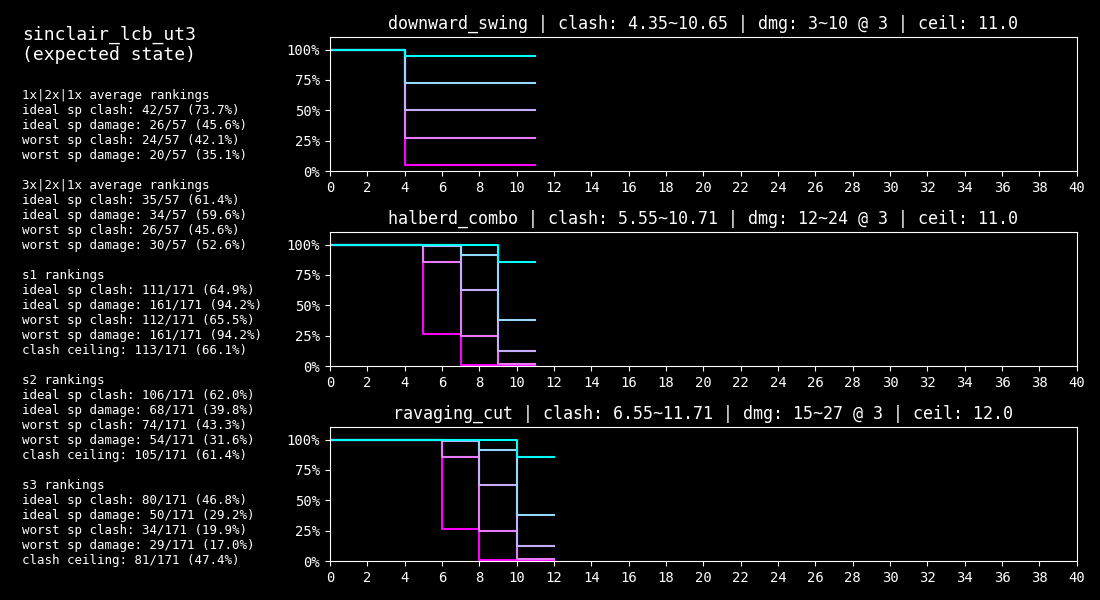 sinclair_lcb_ut3
(expected state)
1x|2x|1x average rankings
ideal sp clash: 42/57 (73.7%)
ideal sp damage: 26/57 (45.6%)
worst sp clash: 24/57 (42.1%)
worst sp damage: 20/57 (35.1%)
3x|2x|1x average rankings
ideal sp clash: 35/57 (61.4%)
ideal sp damage: 34/57 (59.6%)
worst sp clash: 26/57 (45.6%)
worst sp damage: 30/57 (52.6%)
s1 rankings
ideal sp clash: 111/171 (64.9%)
ideal sp damage: 161/171 (94.2%)
worst sp clash: 112/171 (65.5%)
worst sp damage: 161/171 (94.2%)
clash ceiling: 113/171 (66.1%)
s2 rankings
ideal sp clash: 106/171 (62.0%)
ideal sp damage: 68/171 (39.8%)
worst sp clash: 74/171 (43.3%)
worst sp damage: 54/171 (31.6%)
clash ceiling: 105/171 (61.4%)
s3 rankings
ideal sp clash: 80/171 (46.8%)
ideal sp damage: 50/171 (29.2%)
worst sp clash: 34/171 (19.9%)
worst sp damage: 29/171 (17.0%)
clash ceiling: 81/171 (47.4%)
downward_swing | clash: 4.35~10.65 | dmg: 3~10 @ 3 | ceil: 11.0
100%
75%
50%
25%
0%
0 2 4 6 8 10 12 14 16 18 20 22 24 26 28 30 32 34 36 38 40
halberd_combo | clash: 5.55~10.71 | dmg: 12~24 @ 3 | ceil: 11.0
100%
75%
50%
25%
0%
0 2 4 6 8 10 12 14 16 18 20 22 24 26 28 30 32 34 36 38 40
ravaging_cut | clash: 6.55~11.71 | dmg: 15~27 @ 3 | ceil: 12.0
100%
75%
50%
25%
0%
0 2 4 6 8 10 12 14 16 18 20 22 24 26 28 30 32 34 36 38 40